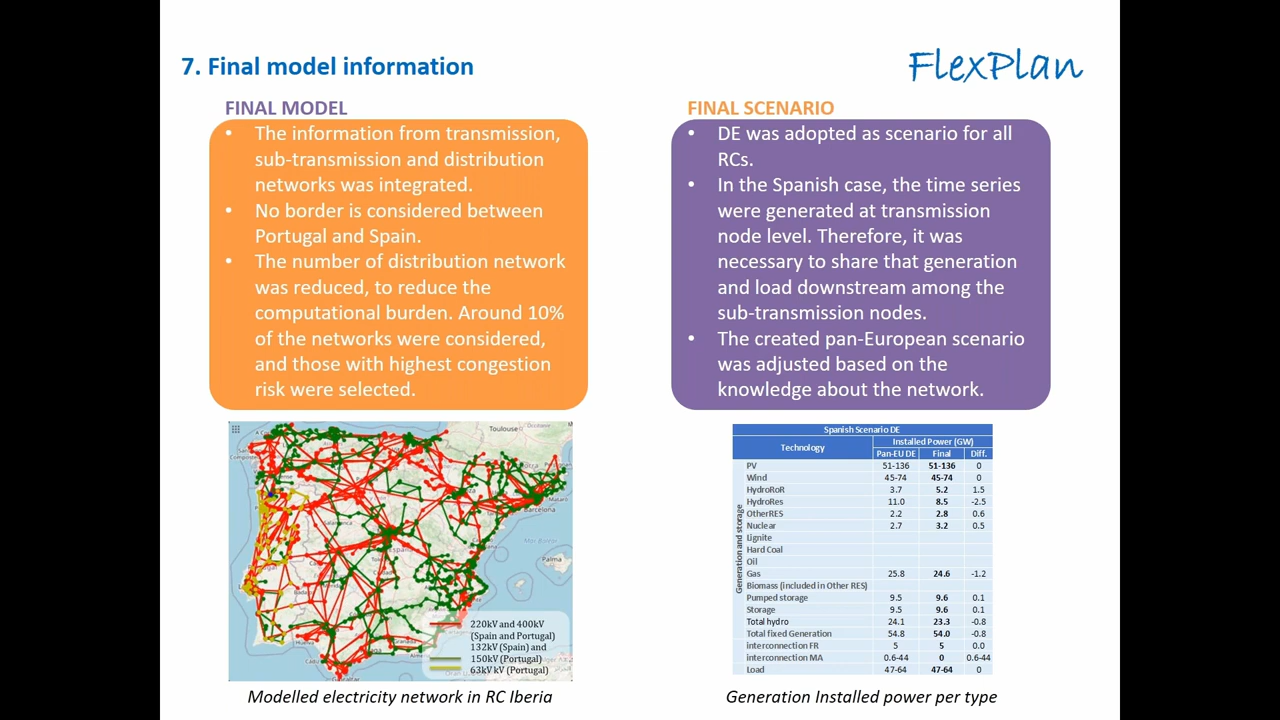 7. Final model information
FlexPlan
FINAL MODEL
• The information from transmission,
sub-transmission and distribution
networks was integrated.
• No border is considered between
Portugal and Spain.
• The number of distribution network
was reduced, to reduce the
computational burden. Around 10%
of the networks were considered,
and those with highest congestion
risk were selected.
FINAL SCENARIO
• DE was adopted as scenario for all
RCs.
• In the Spanish case, the time series
were generated at transmission
node level. Therefore, it was
necessary to share that generation
and load downstream among the
sub-transmission nodes.
• The created pan-European scenario
was adjusted based on the
knowledge about the network.
Toulouse
Occitanie
Barcelona
Salamanca
España
Palma
Granada
220kV and 400kV
(Spain and Portugal)
132kV (Spain) and
150kV (Portugal)
63kV kV (Portugal)
Modelled electricity network in RC Iberia
Spanish Scenario DE
Technology Installed Power (GW)
Pan-EU DE Final Diff.
Generation and storage
PV 51-136 51-136 0
Wind 45-74 45-74 0
HydroRoR 3.7 5.2 1.5
HydroRes 11.0 8.5 -2.5
OtherRES 2.2 2.8 0.6
Nuclear 2.7 3.2 0.5
Lignite
Hard Coal
Oil
Gas 25.8 24.6 -1.2
Biomass (included in Other RES)
Pumped storage 9.5 9.6 0.1
Storage 9.5 9.6 0.1
Total hydro 24.1 23.3 -0.8
Total fixed Generation 54.8 54.0 -0.8
interconnection FR 5 5 0.0
interconnection MA 0.6-44 0 0.6-44
Load 47-64 47-64 0
Generation Installed power per type